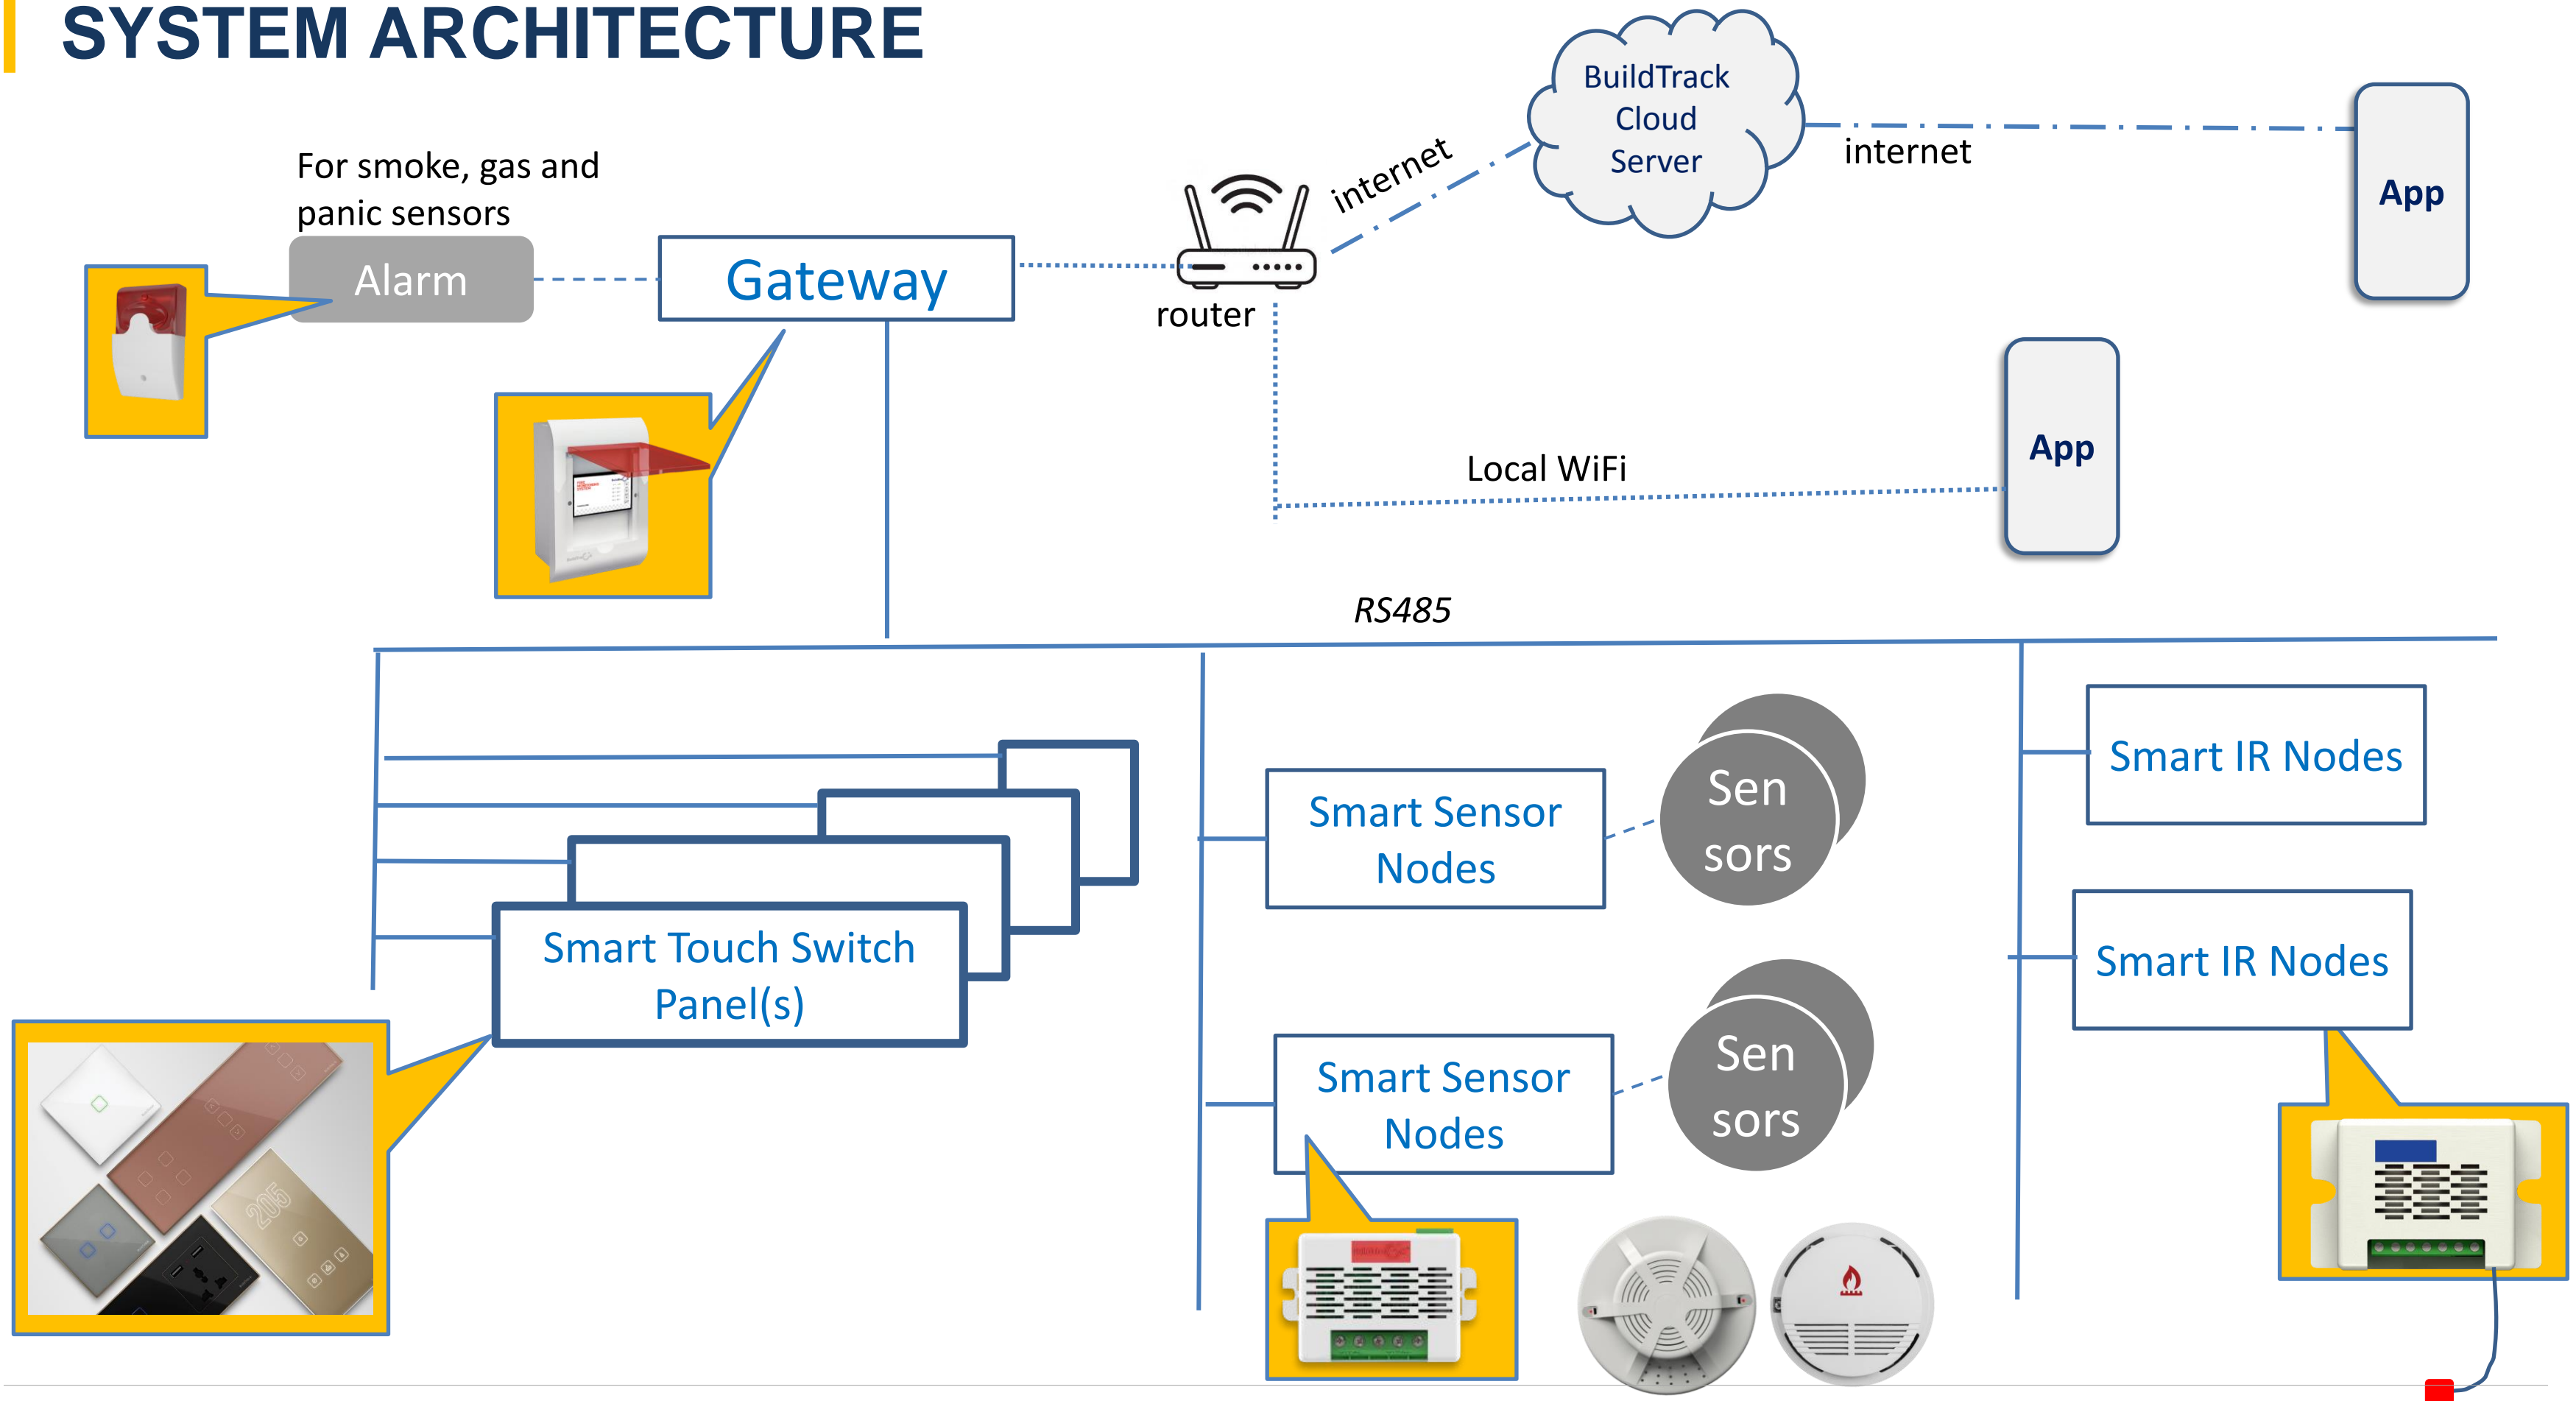 SYSTEM ARCHITECTURE
BuildTrack
Cloud
Server
internet
internet
App
For smoke, gas and
panic sensors
Alarm
Gateway
router
App
Local WiFi
RS485
Smart IR Nodes
Smart Sensor
Nodes
Sen
sors
Smart IR Nodes
Smart Touch Switch
Panel(s)
Smart Sensor
Nodes
Sen
sors
205